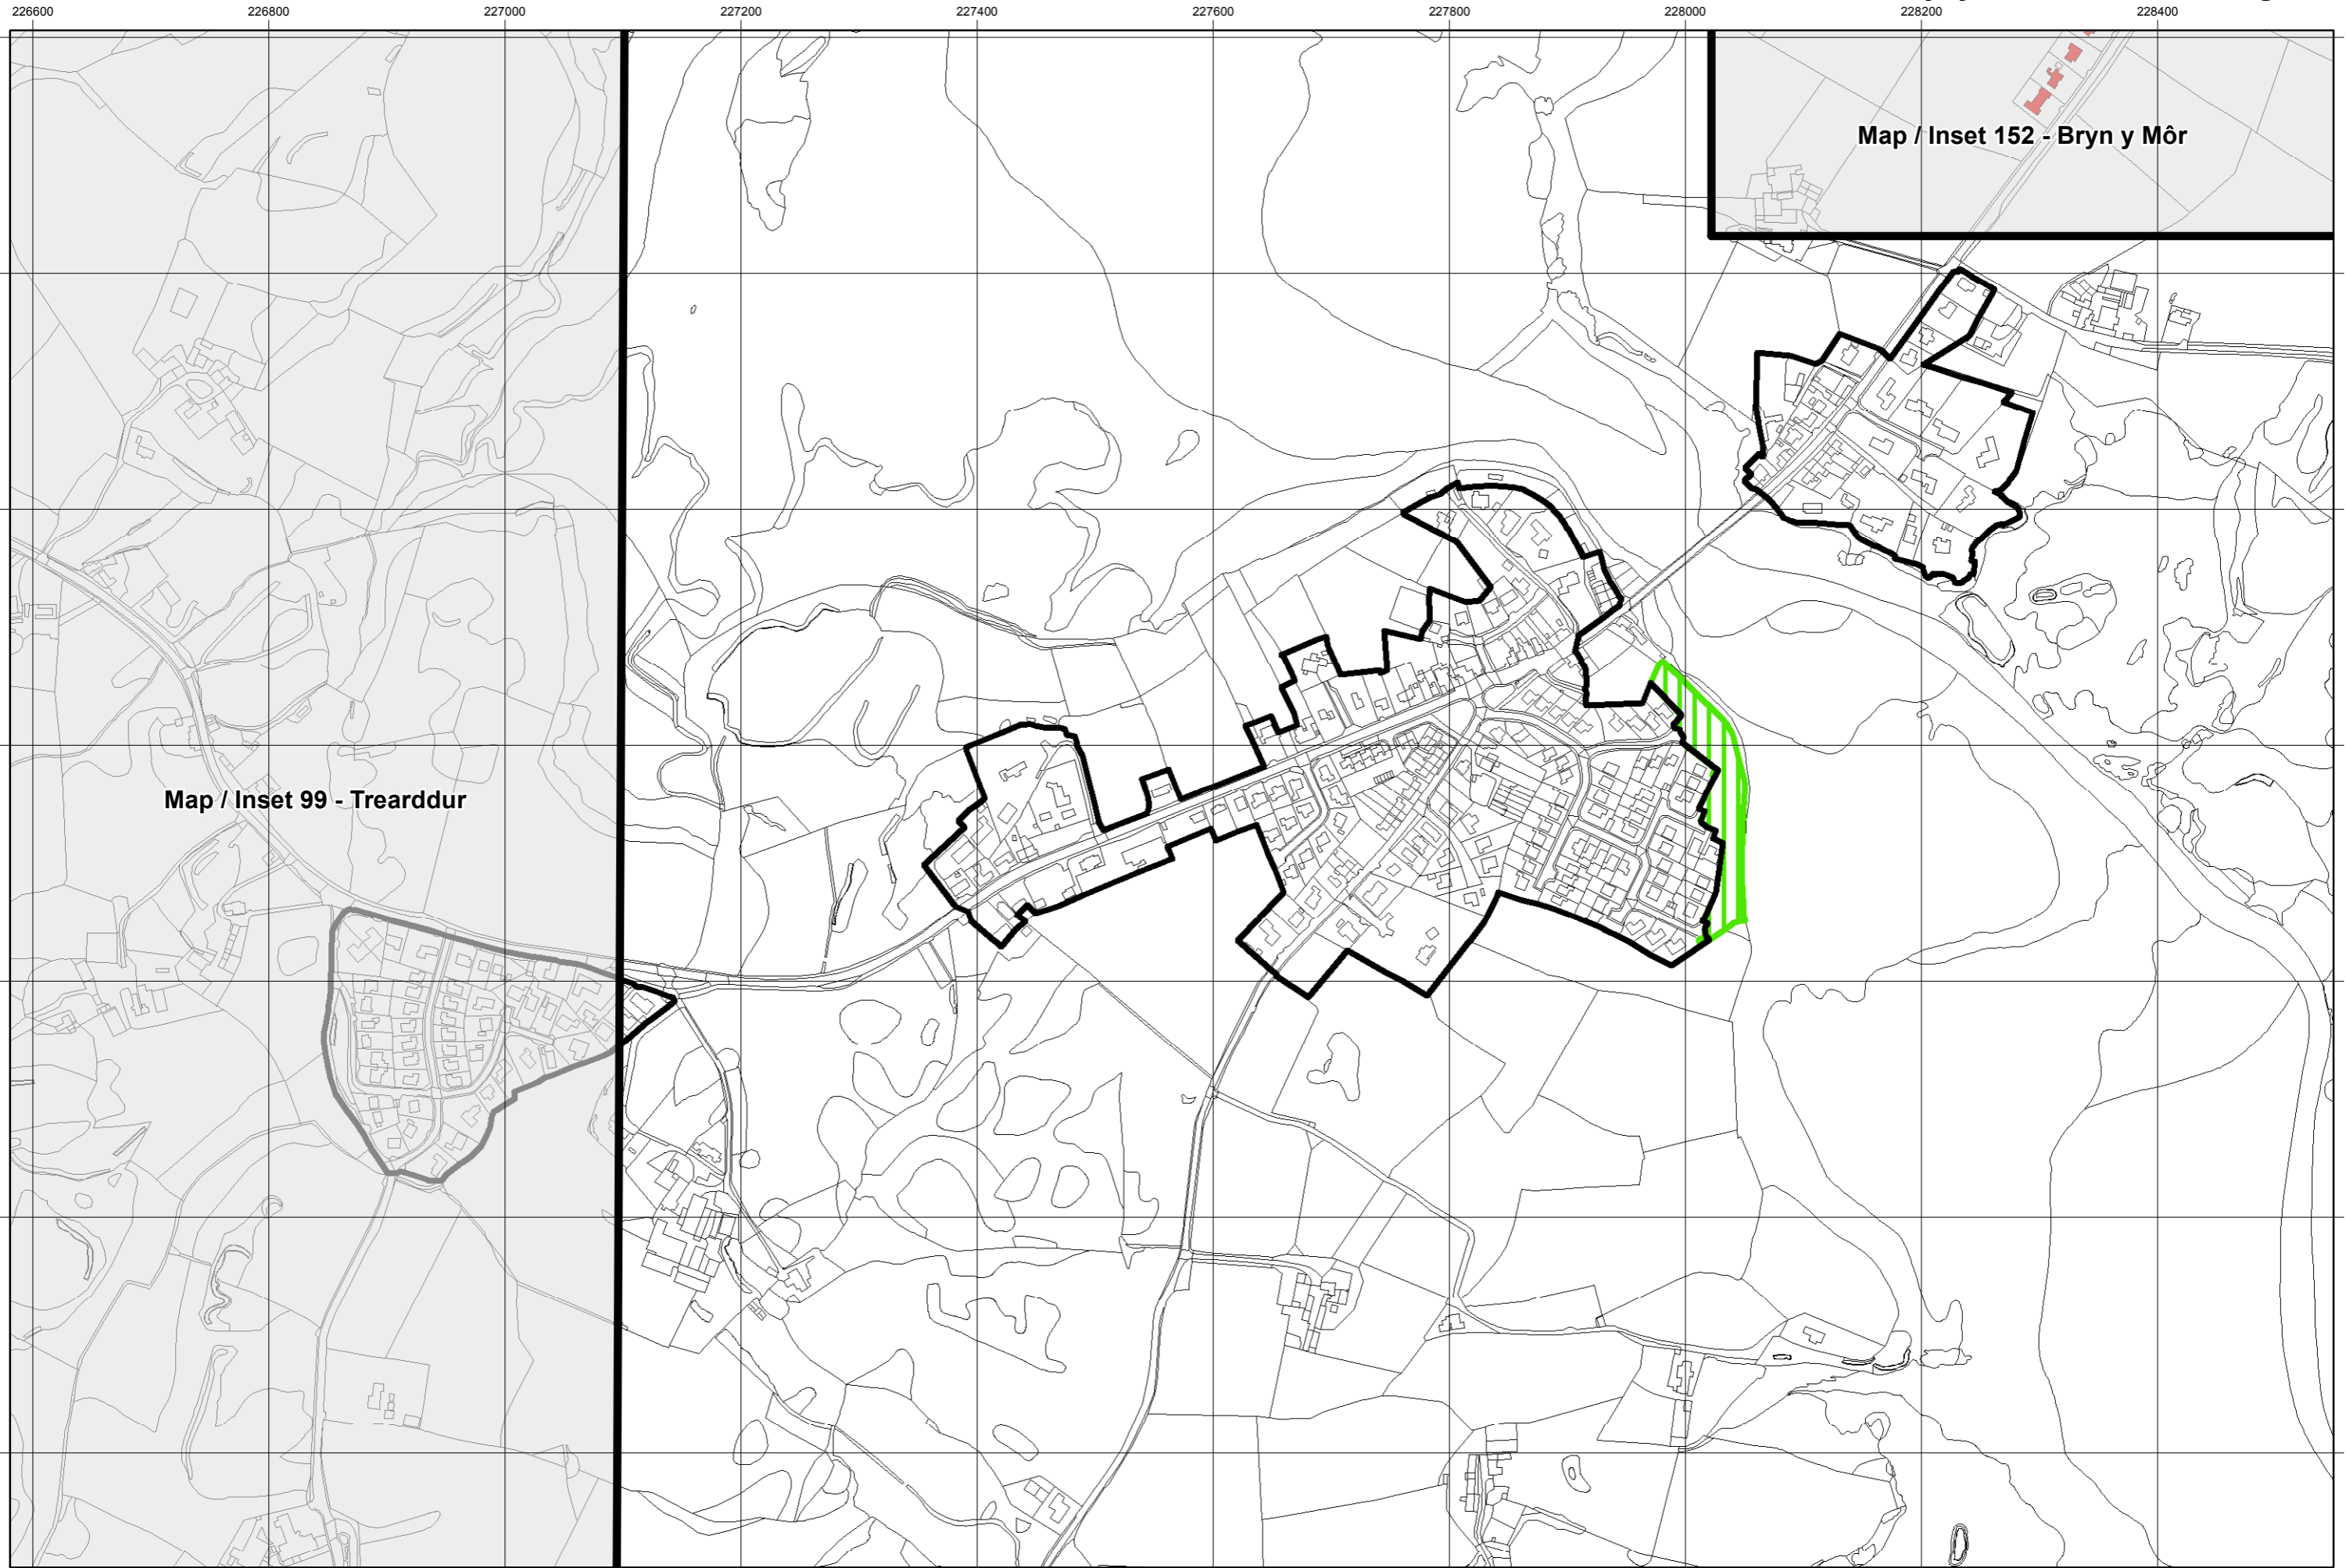 226600 226800 227000 227200 227400 227600 227800 228000 228200 228400
Map / Inset 152 - Bryn y Môr
Map / Inset 99 - Trearddur